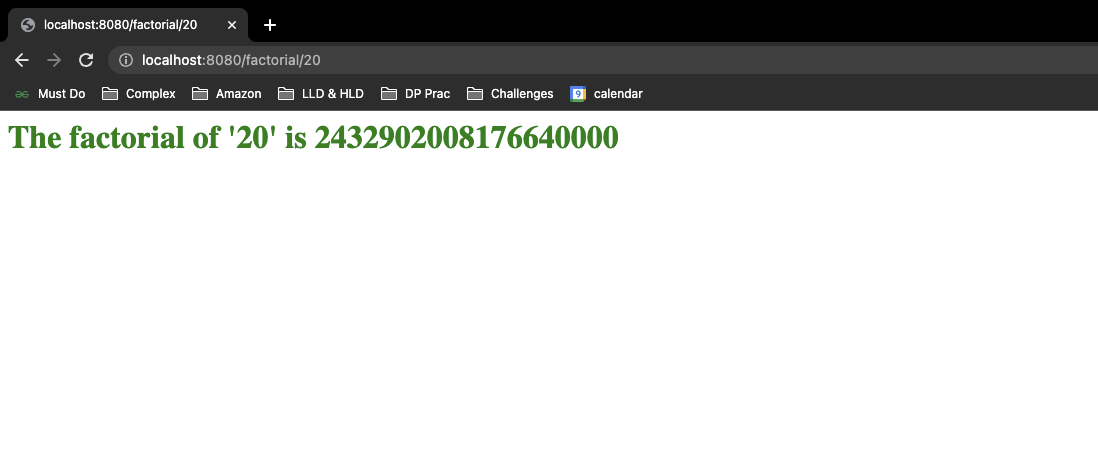 localhost:8080/factorial/20
localhost:8080/factorial/20
Must Do Complex Amazon LLD & HLD DP Prac Challenges 9 calendar
The factorial of '20' is 2432902008176640000